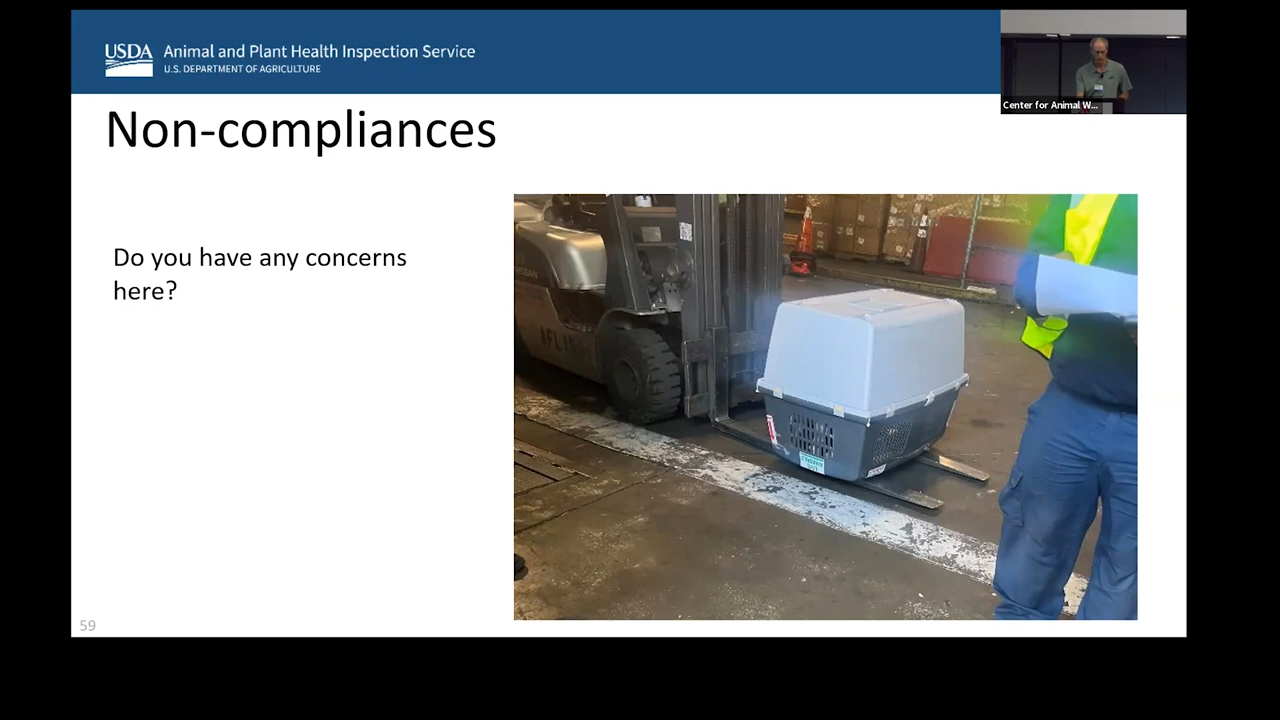 USDA
Animal and Plant Health Inspection Service
U.S. DEPARTMENT OF AGRICULTURE
Center for Animal W...
Non-compliances
Do you have any concerns
here?
59